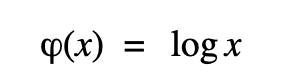 φ(x) = log x